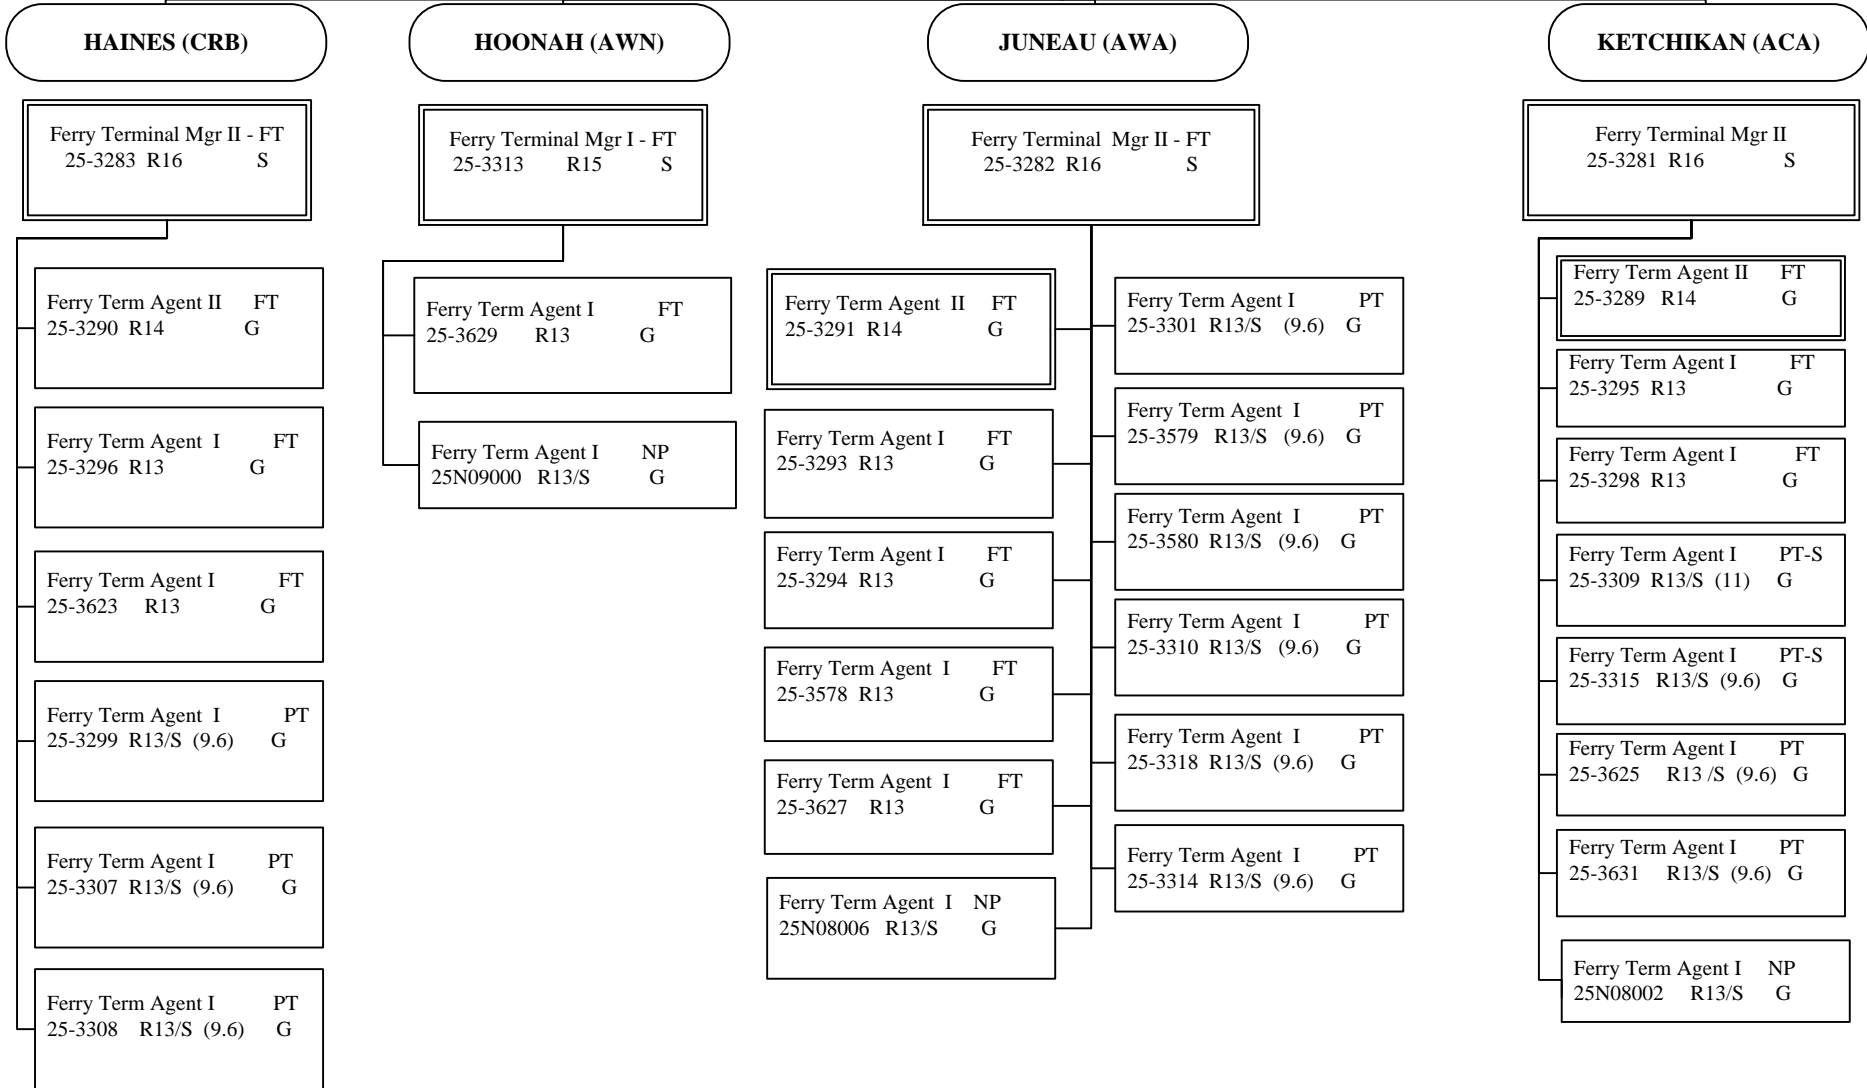 HAINES (CRB)
Ferry Terminal Mgr II - FT
25-3283 R16 S
Ferry Term Agent II FT
25-3290 R14 G
Ferry Term Agent I FT
25-3296 R13 G
Ferry Term Agent I FT
25-3623 R13 G
Ferry Term Agent I PT
25-3299 R13/S (9.6) G
Ferry Term Agent I PT
25-3307 R13/S (9.6) G
Ferry Term Agent I PT
25-3308 R13/S (9.6) G
HOONAH (AWN)
Ferry Terminal Mgr I - FT
25-3313 R15 S
Ferry Term Agent I FT
25-3629 R13 G
Ferry Term Agent I NP
25N09000 R13/S G
JUNEAU (AWA)
Ferry Terminal Mgr II - FT
25-3282 R16 S
Ferry Term Agent II FT
25-3291 R14 G
Ferry Term Agent I FT
25-3293 R13 G
Ferry Term Agent I FT
25-3294 R13 G
Ferry Term Agent I FT
25-3578 R13 G
Ferry Term Agent I FT
25-3627 R13 G
Ferry Term Agent I NP
25N08006 R13/S G
Ferry Term Agent I PT
25-3301 R13/S (9.6) G
Ferry Term Agent I PT
25-3579 R13/S (9.6) G
Ferry Term Agent I PT
25-3580 R13/S (9.6) G
Ferry Term Agent I PT
25-3310 R13/S (9.6) G
Ferry Term Agent I PT
25-3318 R13/S (9.6) G
Ferry Term Agent I PT
25-3314 R13/S (9.6) G
KETCHIKAN (ACA)
Ferry Terminal Mgr II
25-3281 R16 S
Ferry Term Agent II FT
25-3289 R14 G
Ferry Term Agent I FT
25-3295 R13 G
Ferry Term Agent I FT
25-3298 R13 G
Ferry Term Agent I PT-S
25-3309 R13/S (11) G
Ferry Term Agent I PT-S
25-3315 R13/S (9.6) G
Ferry Term Agent I PT
25-3625 R13 /S (9.6) G
Ferry Term Agent I PT
25-3631 R13/S (9.6) G
Ferry Term Agent I NP
25N08002 R13/S G